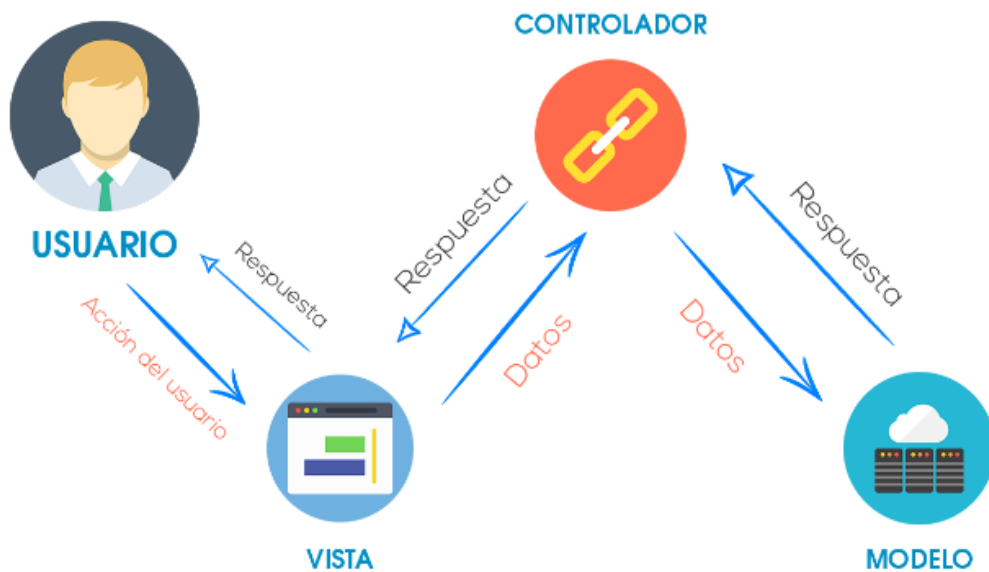 CONTROLADOR
USUARIO
Respuesta
Acción del usuario
Respuesta
Datos
Respuesta
Datos
VISTA
MODELO